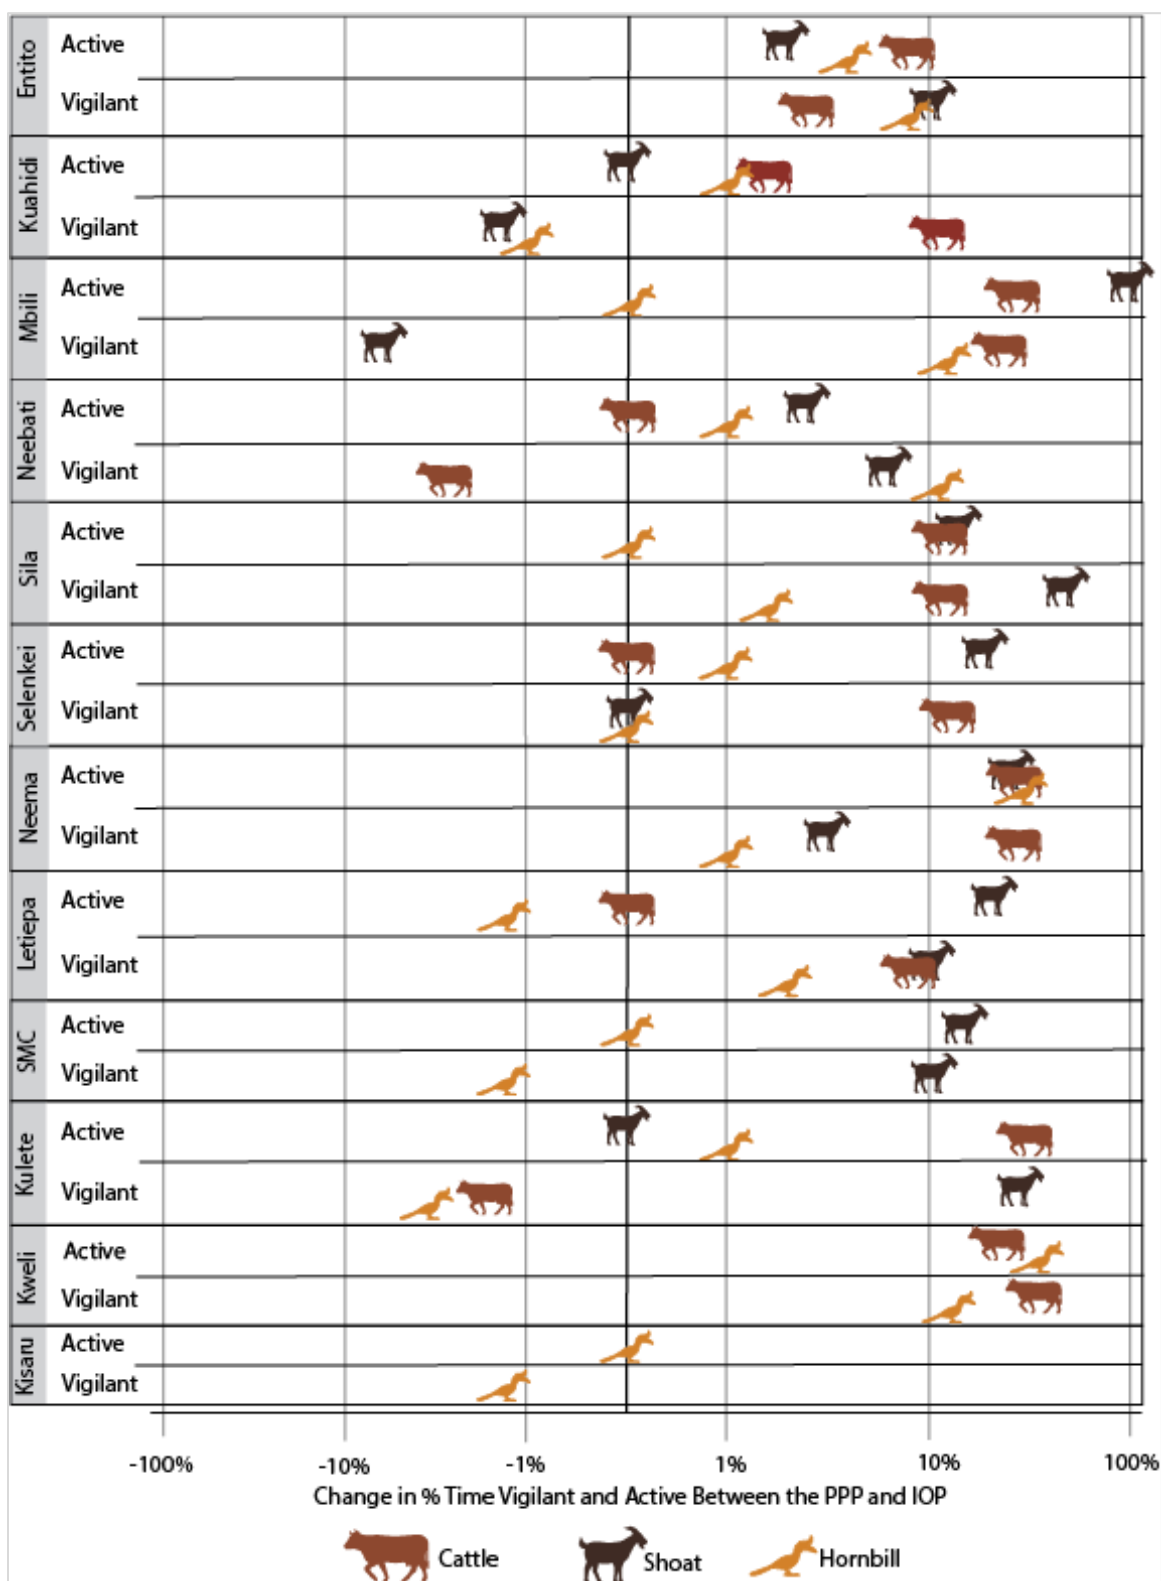 Entito
Active
Vigilant
Kuahidi
Active
Vigilant
Mbili
Active
Vigilant
Neebati
Active
Vigilant
Sila
Active
Vigilant
Selenkei
Active
Vigilant
Neema
Active
Vigilant
Letiepa
Active
Vigilant
SMC
Active
Vigilant
Kulete
Active
Vigilant
Kweli
Active
Vigilant
Kisaru
Active
Vigilant
-100% -10% -1% 1% 10% 100%
Change in % Time Vigilant and Active Between the PPP and IOP
Cattle Shoat Hornbill